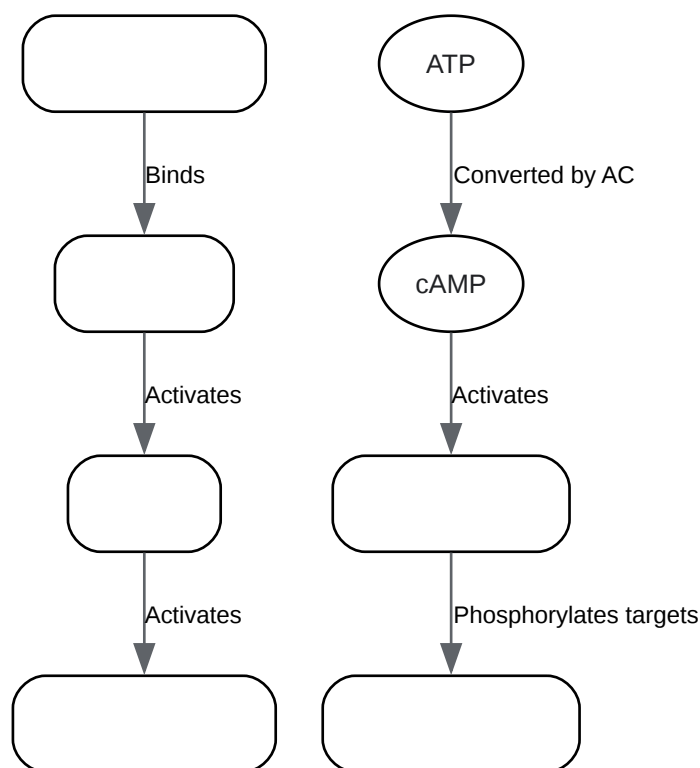 ATP
Binds
Converted by AC
cAMP
Activates
Activates
Activates
Phosphorylates targets